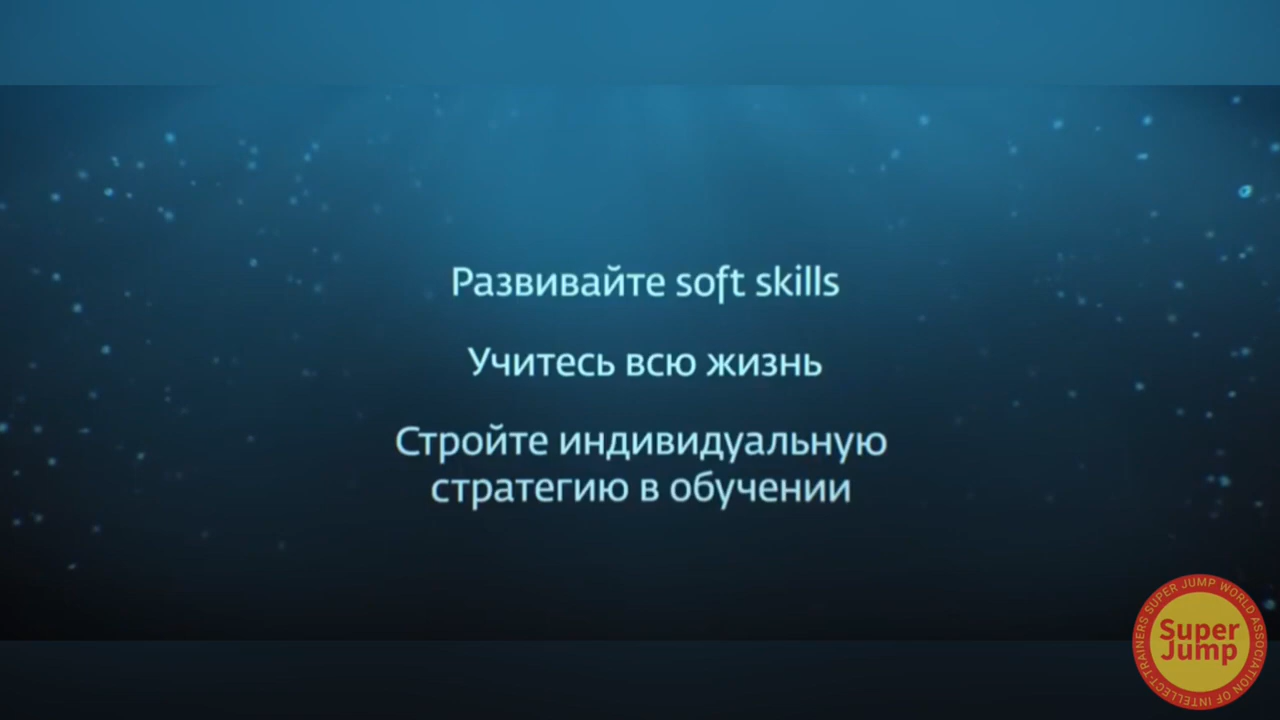 Развивайте soft skills
Учитесь всю жизнь
Стройте индивидуальную
стратегию в обучении
Super
Jump
SUPER JUMP WORLD ASSOCIATION OF INTELLECT-TRAINERS